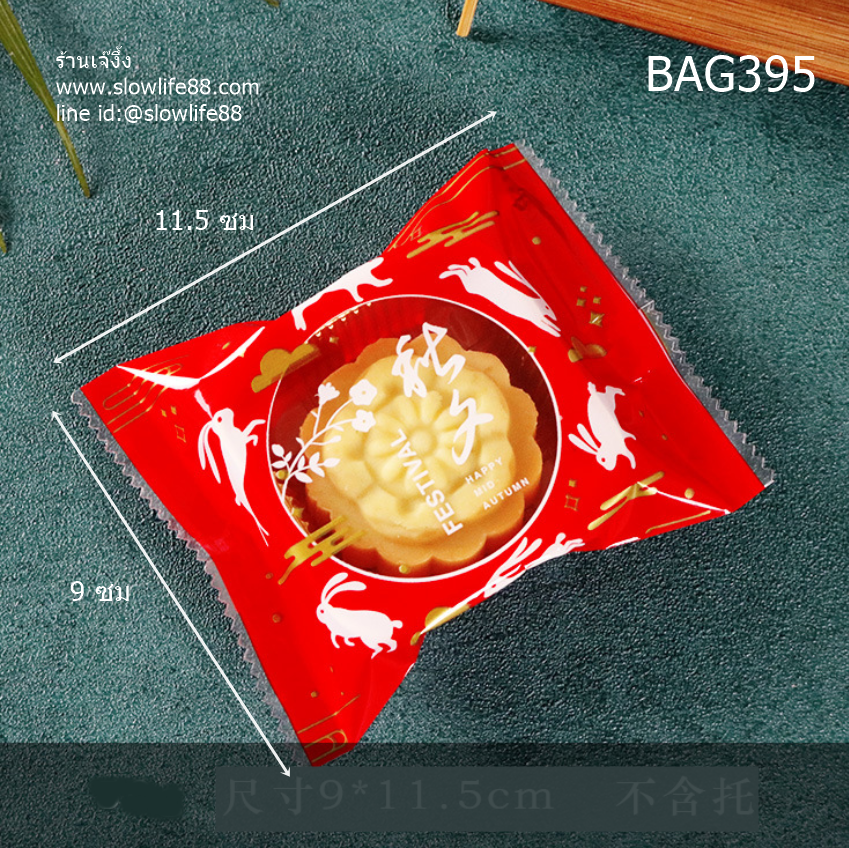 ร้านเจ๊งิ้ง
www.slowlife88.com
line id:@slowlife88
BAG395
11.5 ซม
9 ซม
秋夕
FESTIVAL
HAPPY
MID
AUTUMN
尺寸9*11.5cm 不含托